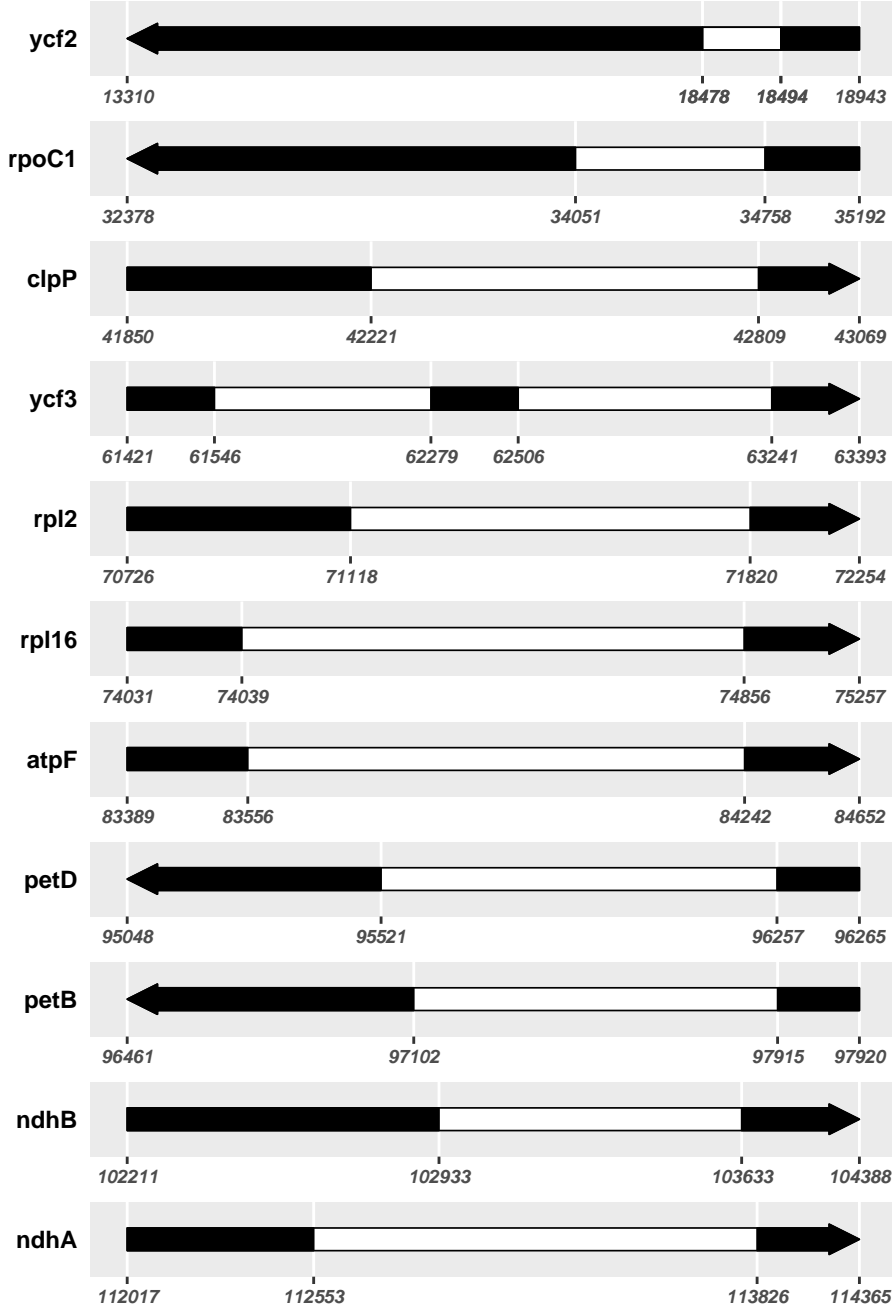 ycf2
13310 18478 18494 18943
rpoC1
32378 34051 34758 35192
clpP
41850 42221 42809 43069
ycf3
61421 61546 62279 62506 63241 63393
rpl2
70726 71118 71820 72254
rpl16
74031 74039 74856 75257
atpF
83389 83556 84242 84652
petD
95048 95521 96257 96265
petB
96461 97102 97915 97920
ndhB
102211 102933 103633 104388
ndhA
112017 112553 113826 114365